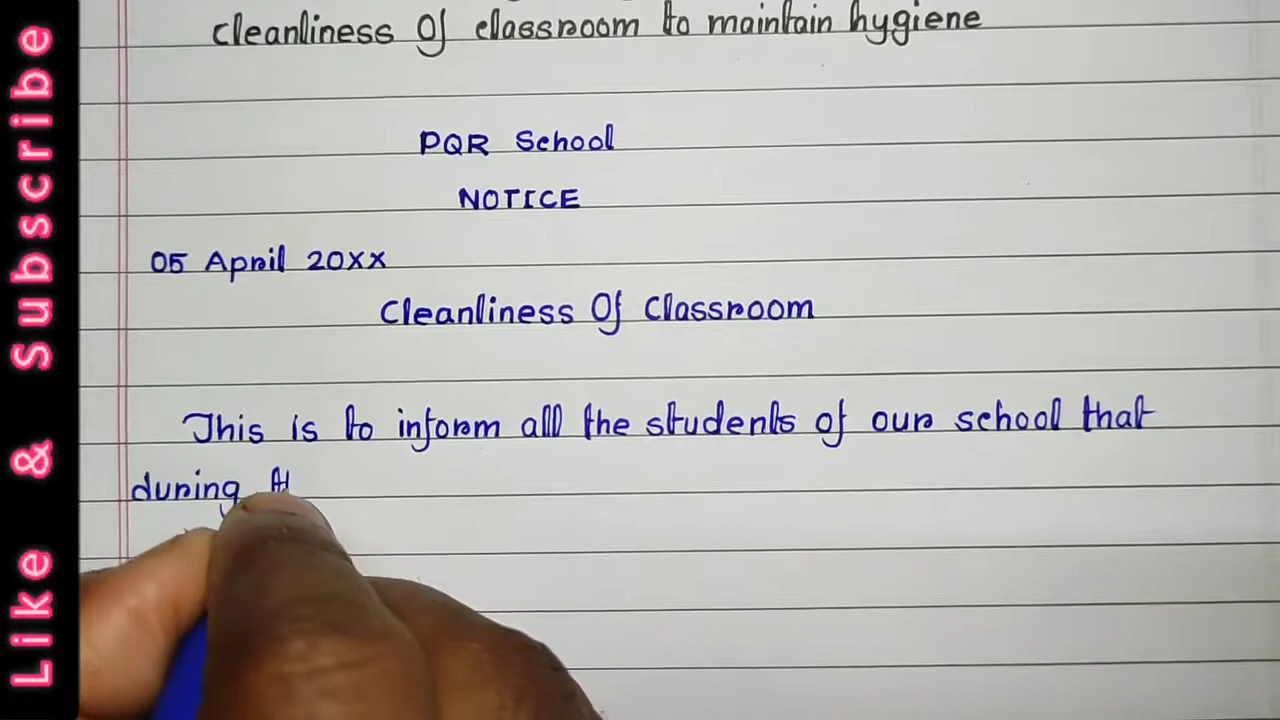 cleanliness Of classroom to maintain hygiene
PQR School
NOTICE
05 April 20XX
Cleanliness Of Classroom
This is to inform all the students of our school that
during
Like & Subscribe